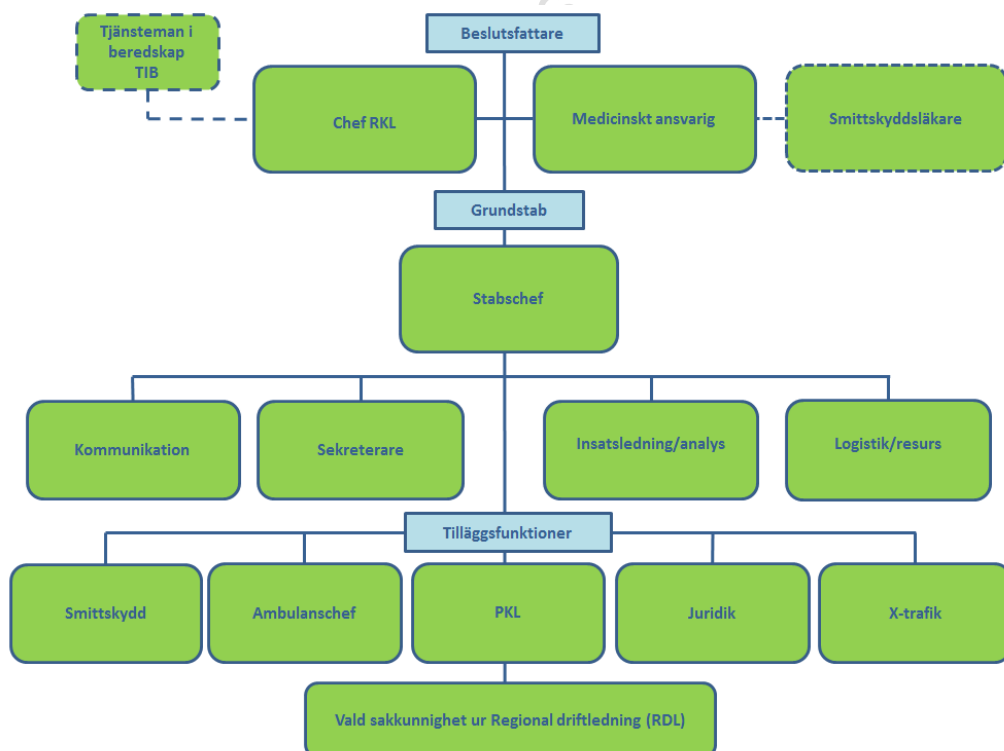 Tjänsteman i
beredskap
TIB
Beslutsfattare
Chef RKL
Medicinskt ansvarig
Smittskyddsläkare
Grundstab
Stabschef
Kommunikation
Sekreterare
Insatsledning/analys
Logistik/resurs
Tilläggsfunktioner
Smittskydd
Ambulanschef
PKL
Juridik
X-trafik
Vald sakkunnighet ur Regional driftledning (RDL)